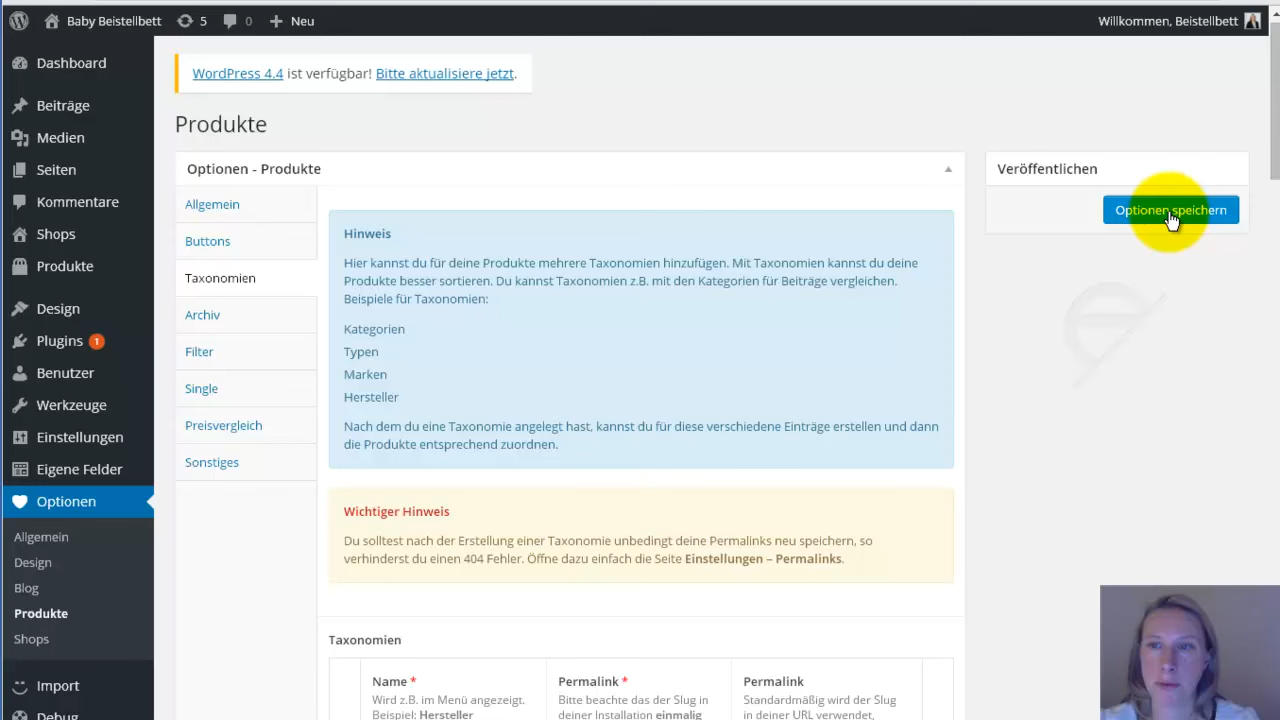 Baby Beistellbett
5
0
Neu
Willkommen, Beistellbett
Dashboard
Beiträge
Medien
Seiten
Kommentare
Shops
Produkte
Design
Plugins 1
Benutzer
Werkzeuge
Einstellungen
Eigene Felder
Optionen
Allgemein
Design
Blog
Produkte
Shops
Import
Debug
WordPress 4.4 ist verfügbar! Bitte aktualisiere jetzt.
Produkte
Optionen - Produkte
Allgemein
Buttons
Taxonomien
Archiv
Filter
Single
Preisvergleich
Sonstiges
Hinweis
Hier kannst du für deine Produkte mehrere Taxonomien hinzufügen. Mit Taxonomien kannst du deine
Produkte besser sortieren. Du kannst Taxonomien z.B. mit den Kategorien für Beiträge vergleichen.
Beispiele für Taxonomien:
Kategorien
Typen
Marken
Hersteller
Nach dem du eine Taxonomie angelegt hast, kannst du für diese verschiedene Einträge erstellen und dann
die Produkte entsprechend zuordnen.
Wichtiger Hinweis
Du solltest nach der Erstellung einer Taxonomie unbedingt deine Permalinks neu speichern, so
verhinderst du einen 404 Fehler. Öffne dazu einfach die Seite Einstellungen – Permalinks.
Taxonomien
Name *
Wird z.B. im Menü angezeigt.
Beispiel: Hersteller
Permalink *
Bitte beachte das der Slug in
deiner Installation einmalig
Permalink
Standardmäßig wird der Slug
in deiner URL verwendet,
Veröffentlichen
Optionen speichern